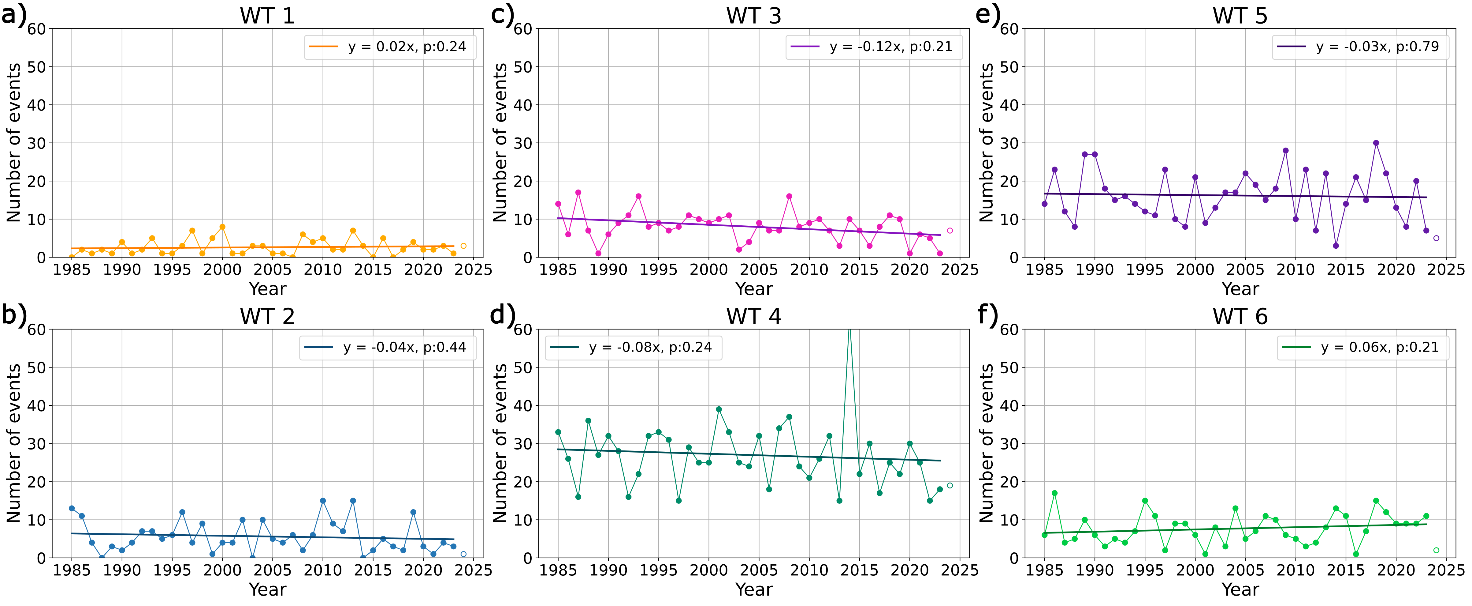 a)
WT 1
y = 0.02x, p:0.24
Number of events
60
50
40
30
20
10
0
1985 1990 1995 2000 2005 2010 2015 2020 2025
Year
b)
WT 2
y = -0.04x, p:0.44
Number of events
60
50
40
30
20
10
0
1985 1990 1995 2000 2005 2010 2015 2020 2025
Year
c)
WT 3
y = -0.12x, p:0.21
Number of events
60
50
40
30
20
10
0
1985 1990 1995 2000 2005 2010 2015 2020 2025
Year
d)
WT 4
y = -0.08x, p:0.24
Number of events
60
50
40
30
20
10
0
1985 1990 1995 2000 2005 2010 2015 2020 2025
Year
e)
WT 5
y = -0.03x, p:0.79
Number of events
60
50
40
30
20
10
0
1985 1990 1995 2000 2005 2010 2015 2020 2025
Year
f)
WT 6
y = 0.06x, p:0.21
Number of events
60
50
40
30
20
10
0
1985 1990 1995 2000 2005 2010 2015 2020 2025
Year